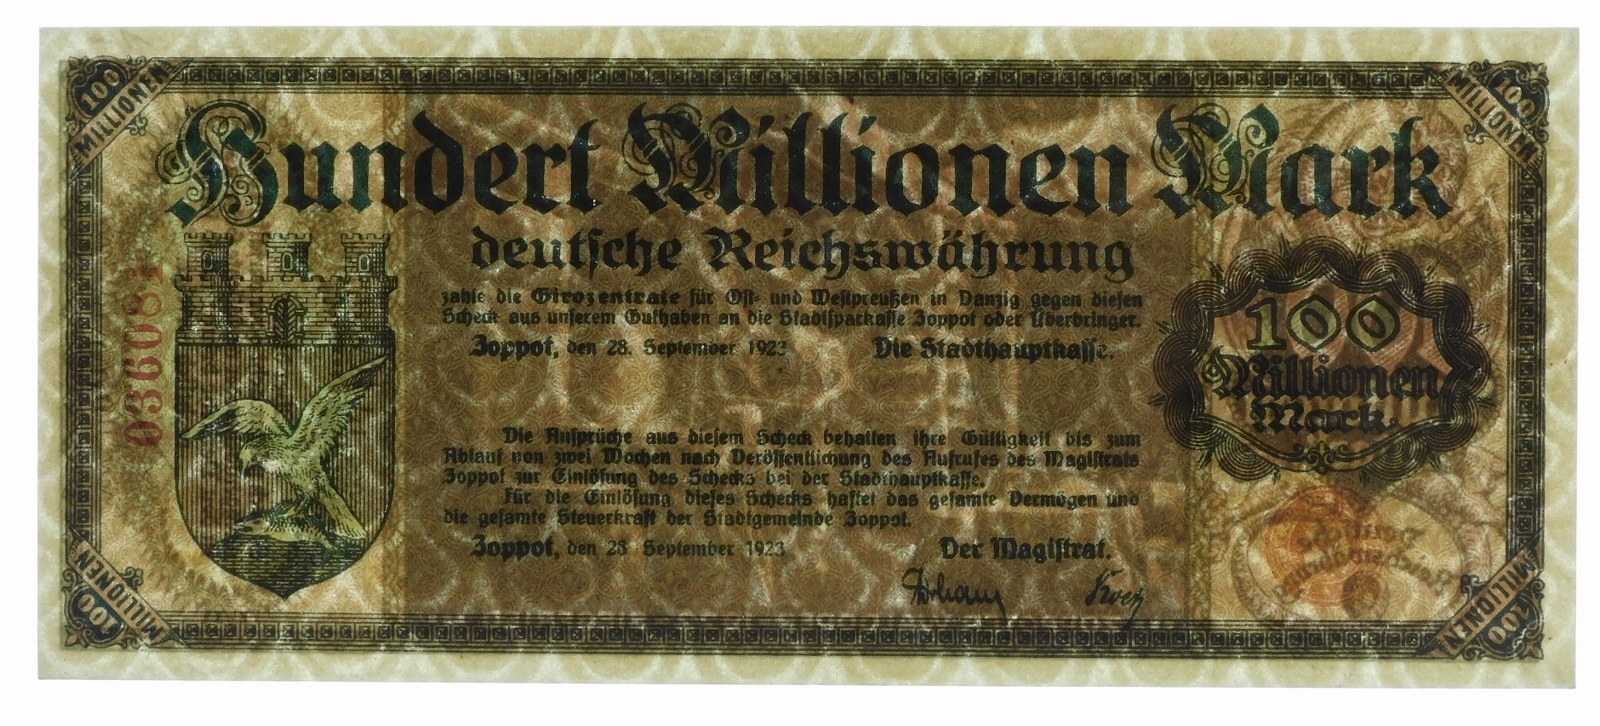 100 MILLIONEN
100 MILLIONEN
Hundert Millionen Mark
deutsche Reichswährung
zahle die Girozentrale für Ost- und Westpreußen in Danzig gegen diesen
Scheck aus unserem Guthaben an die Stadtsparkasse Zoppot oder Überbringer.
Zoppot, den 28. September 1923 Die Stadthauptkasse.
100
Millionen
Mark
Die Ansprüche aus diesem Scheck behalten ihre Gültigkeit bis zum
Ablauf von zwei Wochen nach Veröffentlichung des Aufrufes des Magistrats
Zoppot zur Einlösung des Schecks bei der Stadthauptkasse.
Für die Einlösung dieses Schecks haftet das gesamte Vermögen und
die gesamte Steuerkraft der Stadtgemeinde Zoppot.
Zoppot, den 28 September 1923 Der Magistrat.
036084
100 MILLIONEN
100 MILLIONEN